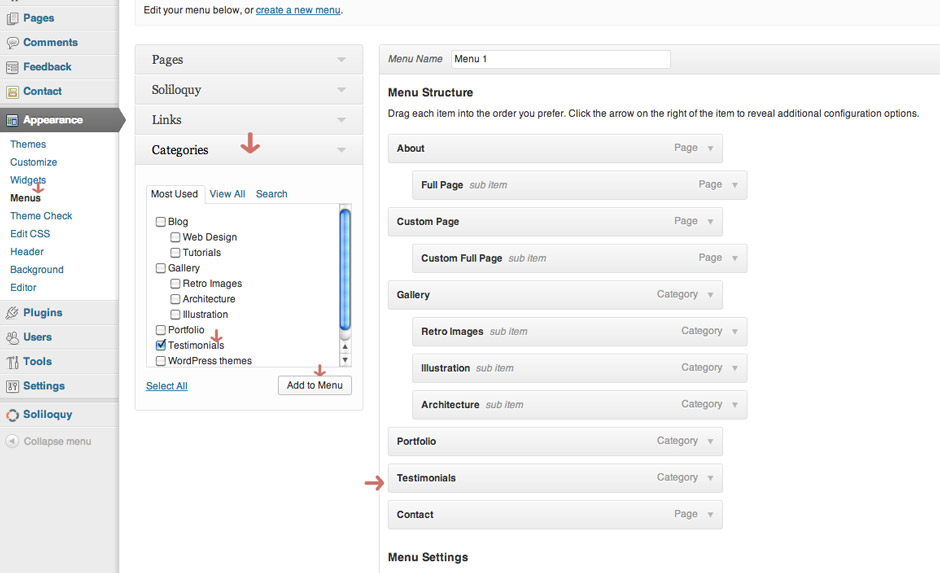 Pages
Comments
Feedback
Contact
Appearance
Themes
Customize
Widgets
Menus
Theme Check
Edit CSS
Header
Background
Editor
Plugins
Users
Tools
Settings
Soliloquy
Collapse menu
Edit your menu below, or create a new menu.
Pages
Soliloquy
Links
Categories
Most Used View All Search
Blog
Web Design
Tutorials
Gallery
Retro Images
Architecture
Illustration
Portfolio
Testimonials
WordPress themes
Select All Add to Menu
Menu Name Menu 1
Menu Structure
Drag each item into the order you prefer. Click the arrow on the right of the item to reveal additional configuration options.
About Page
Full Page sub item Page
Custom Page Page
Custom Full Page sub item Page
Gallery Category
Retro Images sub item Category
Illustration sub item Category
Architecture sub item Category
Portfolio Category
Testimonials Category
Contact Page
Menu Settings